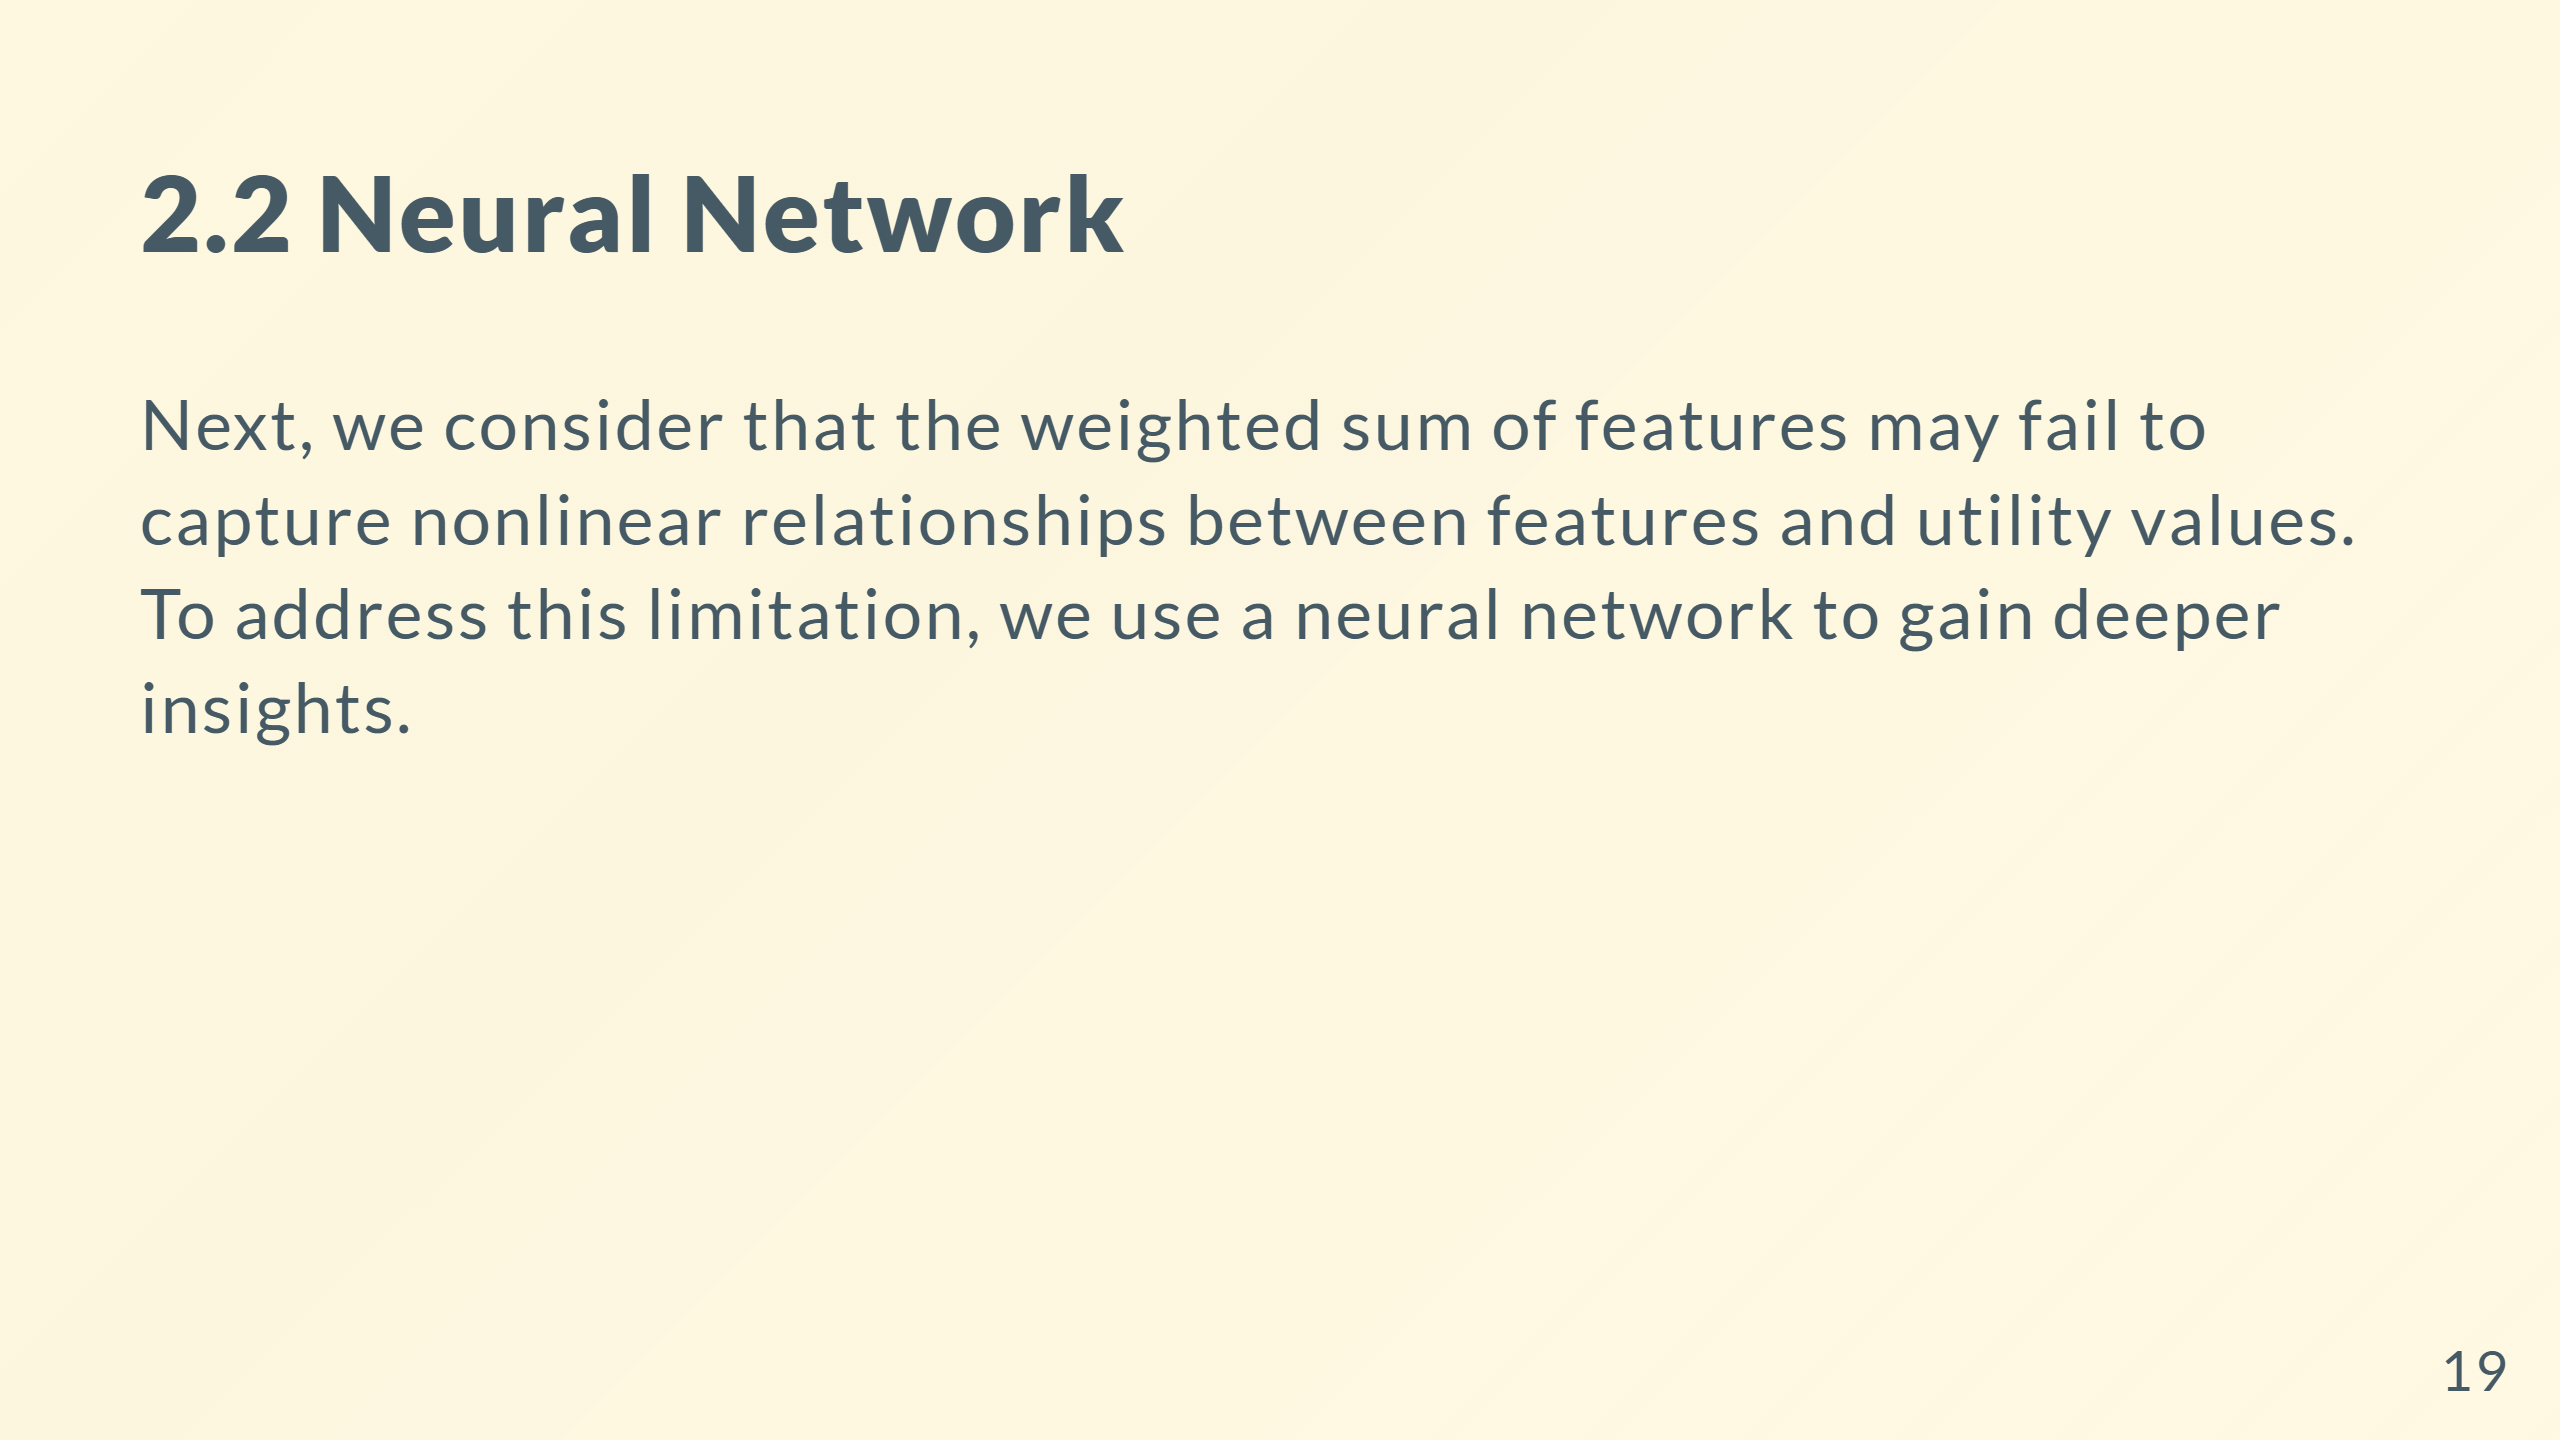 2.2 Neural Network
Next, we consider that the weighted sum of features may fail to
capture nonlinear relationships between features and utility values.
To address this limitation, we use a neural network to gain deeper
insights.
19